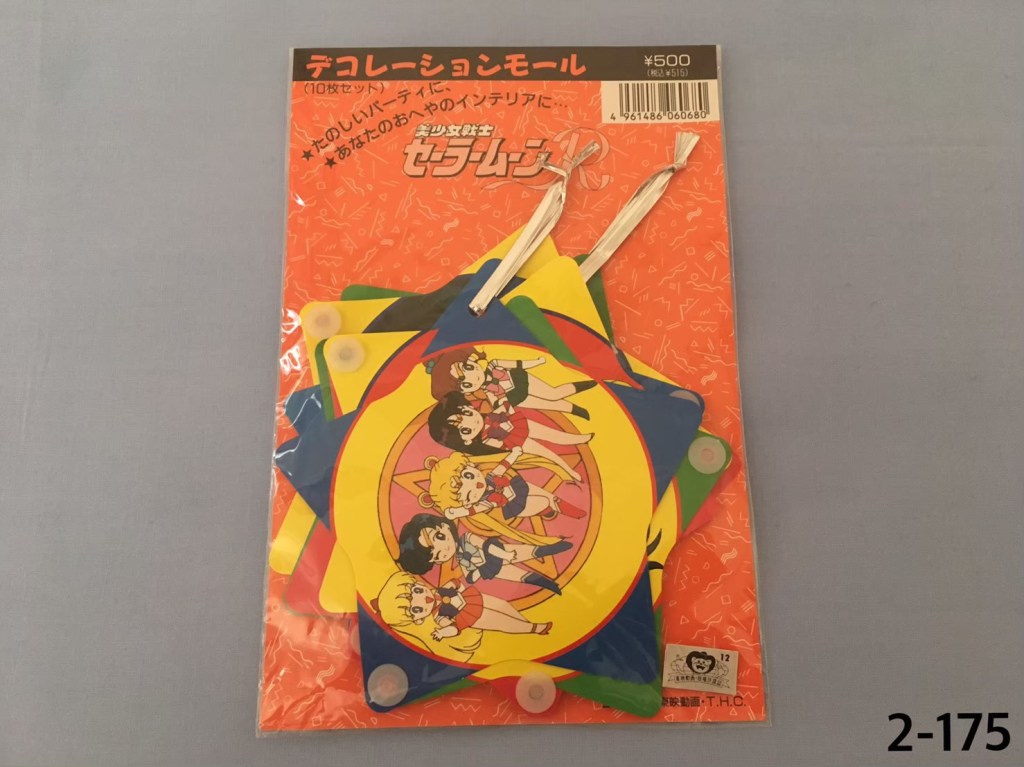 デコレーションモール
¥500
(税込¥515)
(10枚セット)
★たのしいパーティに、
★あなたのおへやのインテリアに…
4 961486 060680
美少女戦士
セーラームーンR
12
東映動画・T.H.C.
2-175